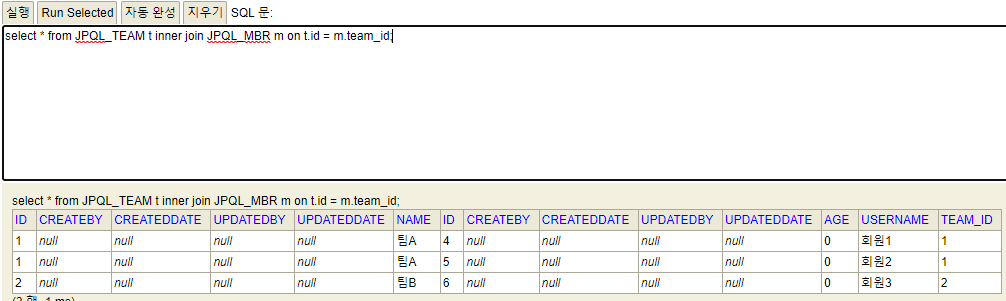 실행 Run Selected 자동 완성 지우기 SQL 문:
select * from JPQL_TEAM t inner join JPQL_MBR m on t.id = m.team_id;
select * from JPQL_TEAM t inner join JPQL_MBR m on t.id = m.team_id;
ID CREATEBY CREATEDDATE UPDATEDBY UPDATEDDATE NAME ID CREATEBY CREATEDDATE UPDATEDBY UPDATEDDATE AGE USERNAME TEAM_ID
1 null null null null 팀A 4 null null null null 0 회원1 1
1 null null null null 팀A 5 null null null null 0 회원2 1
2 null null null null 팀B 6 null null null null 0 회원3 2